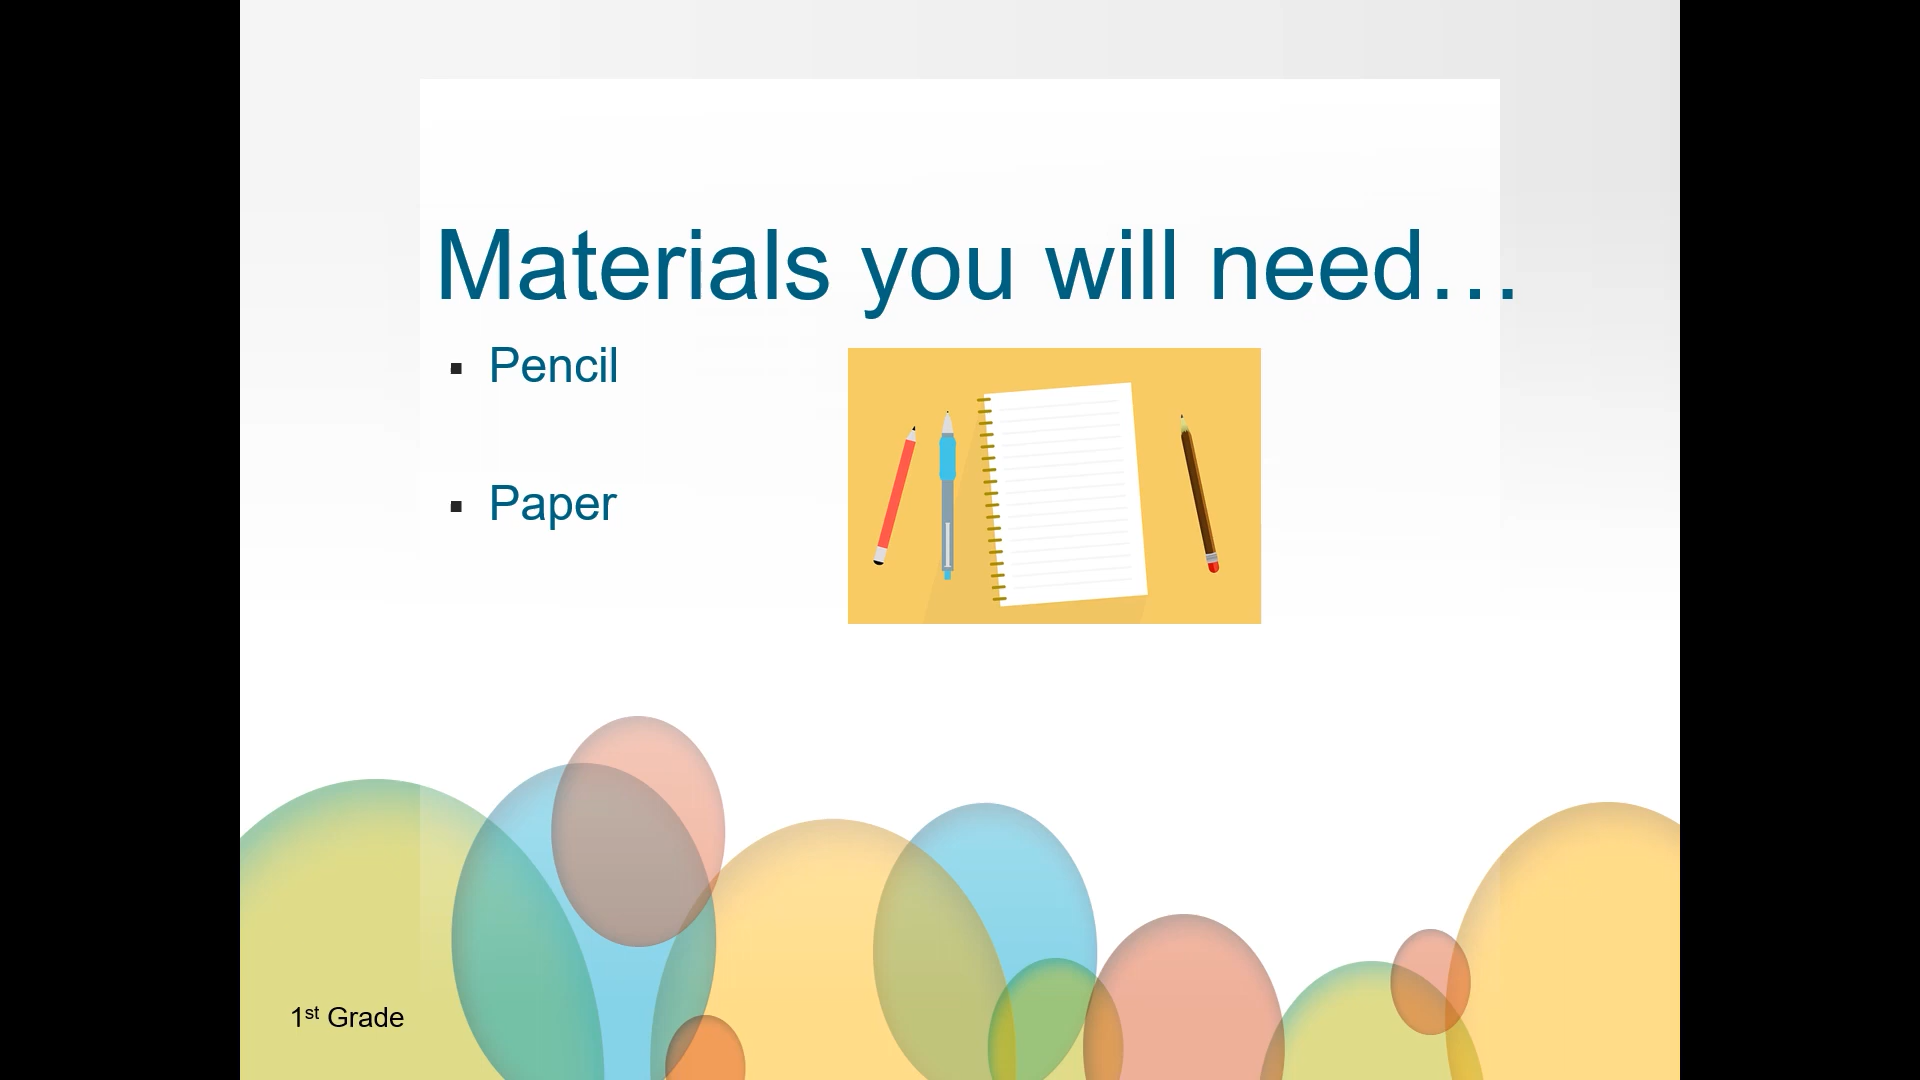 Materials you will need…
▪ Pencil
▪ Paper
1st Grade